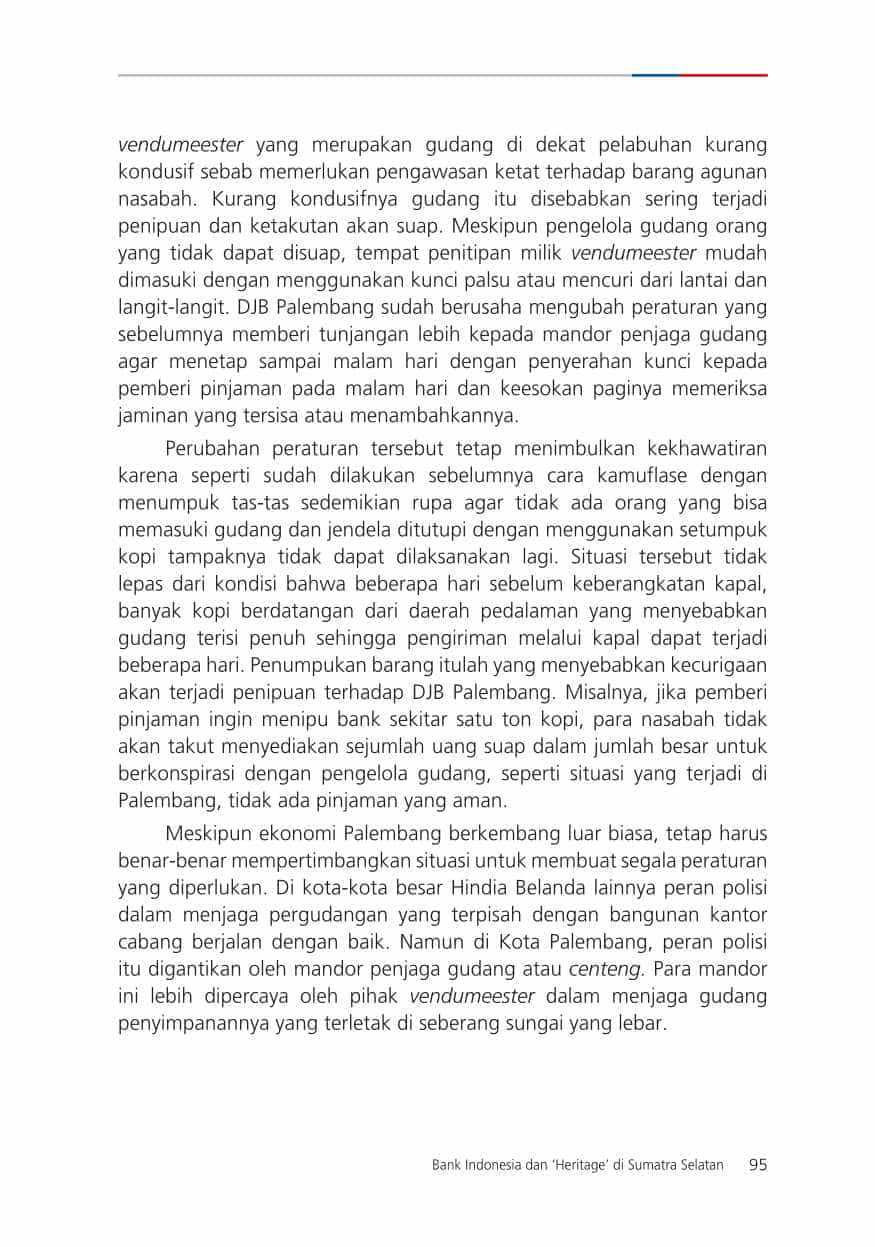 vendumeester yang merupakan gudang di dekat pelabuhan kurang
kondusif sebab memerlukan pengawasan ketat terhadap barang agunan
nasabah. Kurang kondusifnya gudang itu disebabkan sering terjadi
penipuan dan ketakutan akan suap. Meskipun pengelola gudang orang
yang tidak dapat disuap, tempat penitipan milik vendumeester mudah
dimasuki dengan menggunakan kunci palsu atau mencuri dari lantai dan
langit-langit. DJB Palembang sudah berusaha mengubah peraturan yang
sebelumnya memberi tunjangan lebih kepada mandor penjaga gudang
agar menetap sampai malam hari dengan penyerahan kunci kepada
pemberi pinjaman pada malam hari dan keesokan paginya memeriksa
jaminan yang tersisa atau menambahkannya.
Perubahan peraturan tersebut tetap menimbulkan kekhawatiran
karena seperti sudah dilakukan sebelumnya cara kamuflase dengan
menumpuk tas-tas sedemikian rupa agar tidak ada orang yang bisa
memasuki gudang dan jendela ditutupi dengan menggunakan setumpuk
kopi tampaknya tidak dapat dilaksanakan lagi. Situasi tersebut tidak
lepas dari kondisi bahwa beberapa hari sebelum keberangkatan kapal,
banyak kopi berdatangan dari daerah pedalaman yang menyebabkan
gudang terisi penuh sehingga pengiriman melalui kapal dapat terjadi
beberapa hari. Penumpukan barang itulah yang menyebabkan kecurigaan
akan terjadi penipuan terhadap DJB Palembang. Misalnya, jika pemberi
pinjaman ingin menipu bank sekitar satu ton kopi, para nasabah tidak
akan takut menyediakan sejumlah uang suap dalam jumlah besar untuk
berkonspirasi dengan pengelola gudang, seperti situasi yang terjadi di
Palembang, tidak ada pinjaman yang aman.
Meskipun ekonomi Palembang berkembang luar biasa, tetap harus
benar-benar mempertimbangkan situasi untuk membuat segala peraturan
yang diperlukan. Di kota-kota besar Hindia Belanda lainnya peran polisi
dalam menjaga pergudangan yang terpisah dengan bangunan kantor
cabang berjalan dengan baik. Namun di Kota Palembang, peran polisi
itu digantikan oleh mandor penjaga gudang atau centeng. Para mandor
ini lebih dipercaya oleh pihak vendumeester dalam menjaga gudang
penyimpanannya yang terletak di seberang sungai yang lebar.
Bank Indonesia dan ‘Heritage’ di Sumatra Selatan 95